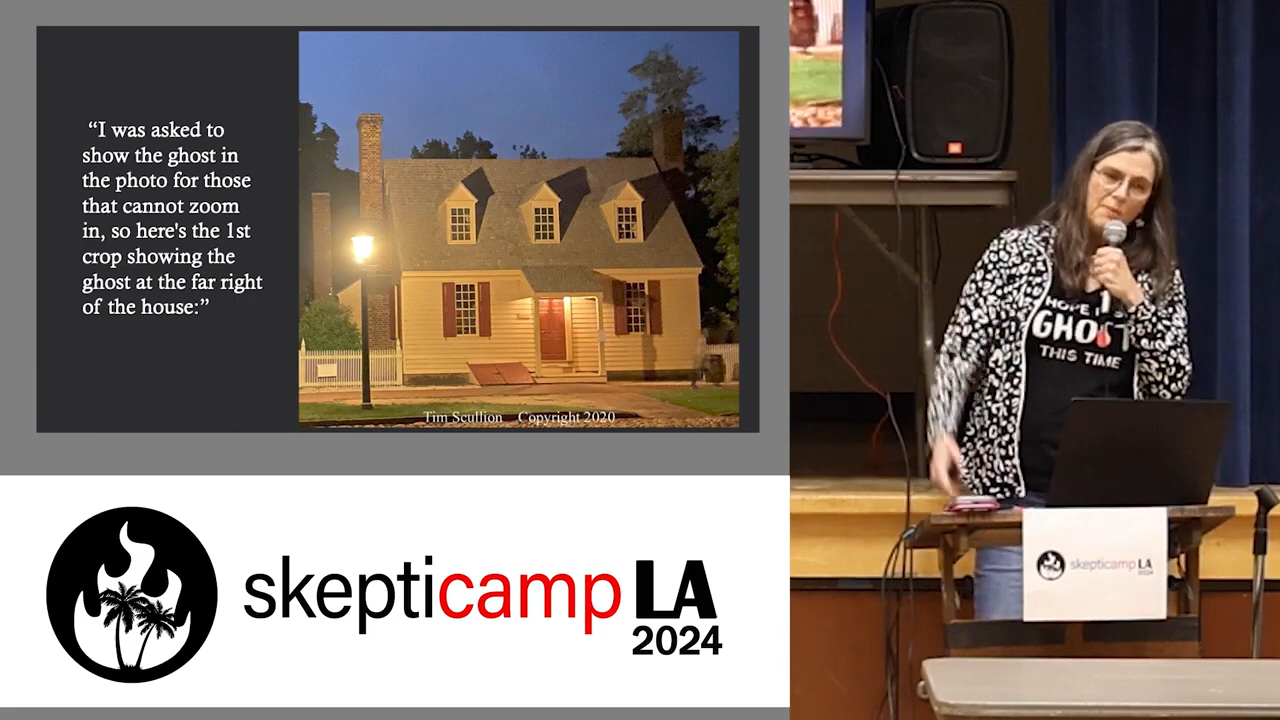 “I was asked to
show the ghost in
the photo for those
that cannot zoom
in, so here's the 1st
crop showing the
ghost at the far right
of the house:”
Tim Scullion Copyright 2020
skepticamp LA
2024
GHOST
THIS TIME
skepticamp LA
2024